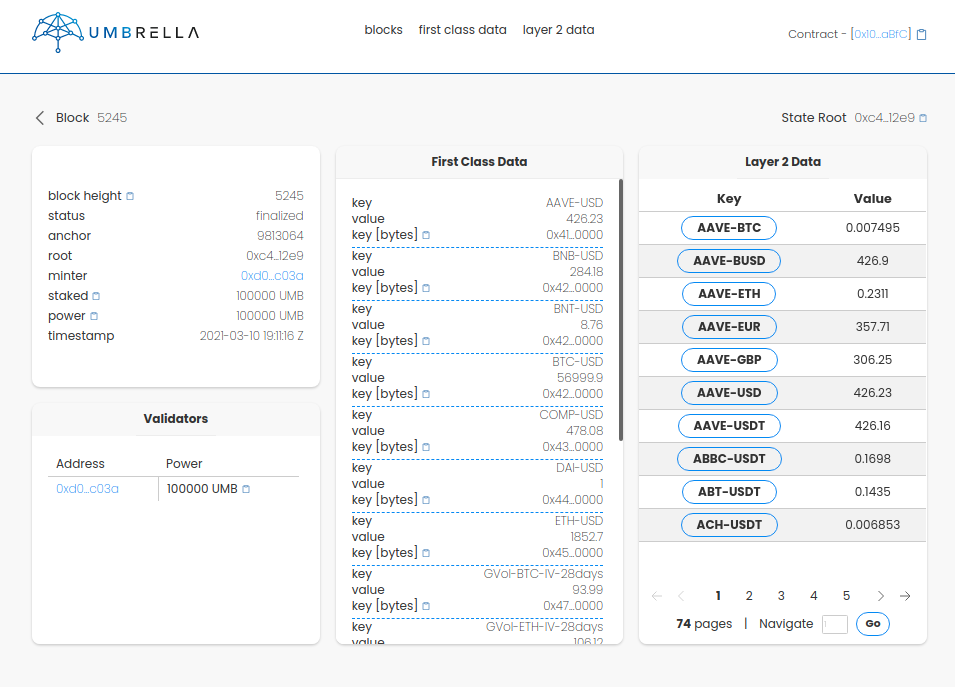 UMBRELLA
blocks first class data layer 2 data
Contract - [0x10...aBfC]
Block 5245
State Root 0xc4...12e9
block height 5245
status finalized
anchor 9813064
root 0xc4...12e9
minter 0xd0...c03a
staked 100000 UMB
power 100000 UMB
timestamp 2021-03-10 19:11:16 Z
Validators
Address Power
0xd0...c03a 100000 UMB
First Class Data
key AAVE-USD
value 426.23
key [bytes] 0x41...0000
key BNB-USD
value 284.18
key [bytes] 0x42...0000
key BNT-USD
value 8.76
key [bytes] 0x42...0000
key BTC-USD
value 56999.9
key [bytes] 0x42...0000
key COMP-USD
value 478.08
key [bytes] 0x43...0000
key DAI-USD
value 1
key [bytes] 0x44...0000
key ETH-USD
value 1852.7
key [bytes] 0x45...0000
key GVol-BTC-IV-28days
value 93.99
key [bytes] 0x47...0000
key GVol-ETH-IV-28days
value 106.12
Layer 2 Data
Key Value
AAVE-BTC 0.007495
AAVE-BUSD 426.9
AAVE-ETH 0.2311
AAVE-EUR 357.71
AAVE-GBP 306.25
AAVE-USD 426.23
AAVE-USDT 426.16
ABBC-USDT 0.1698
ABT-USDT 0.1435
ACH-USDT 0.006853
1 2 3 4 5
74 pages | Navigate 1 Go